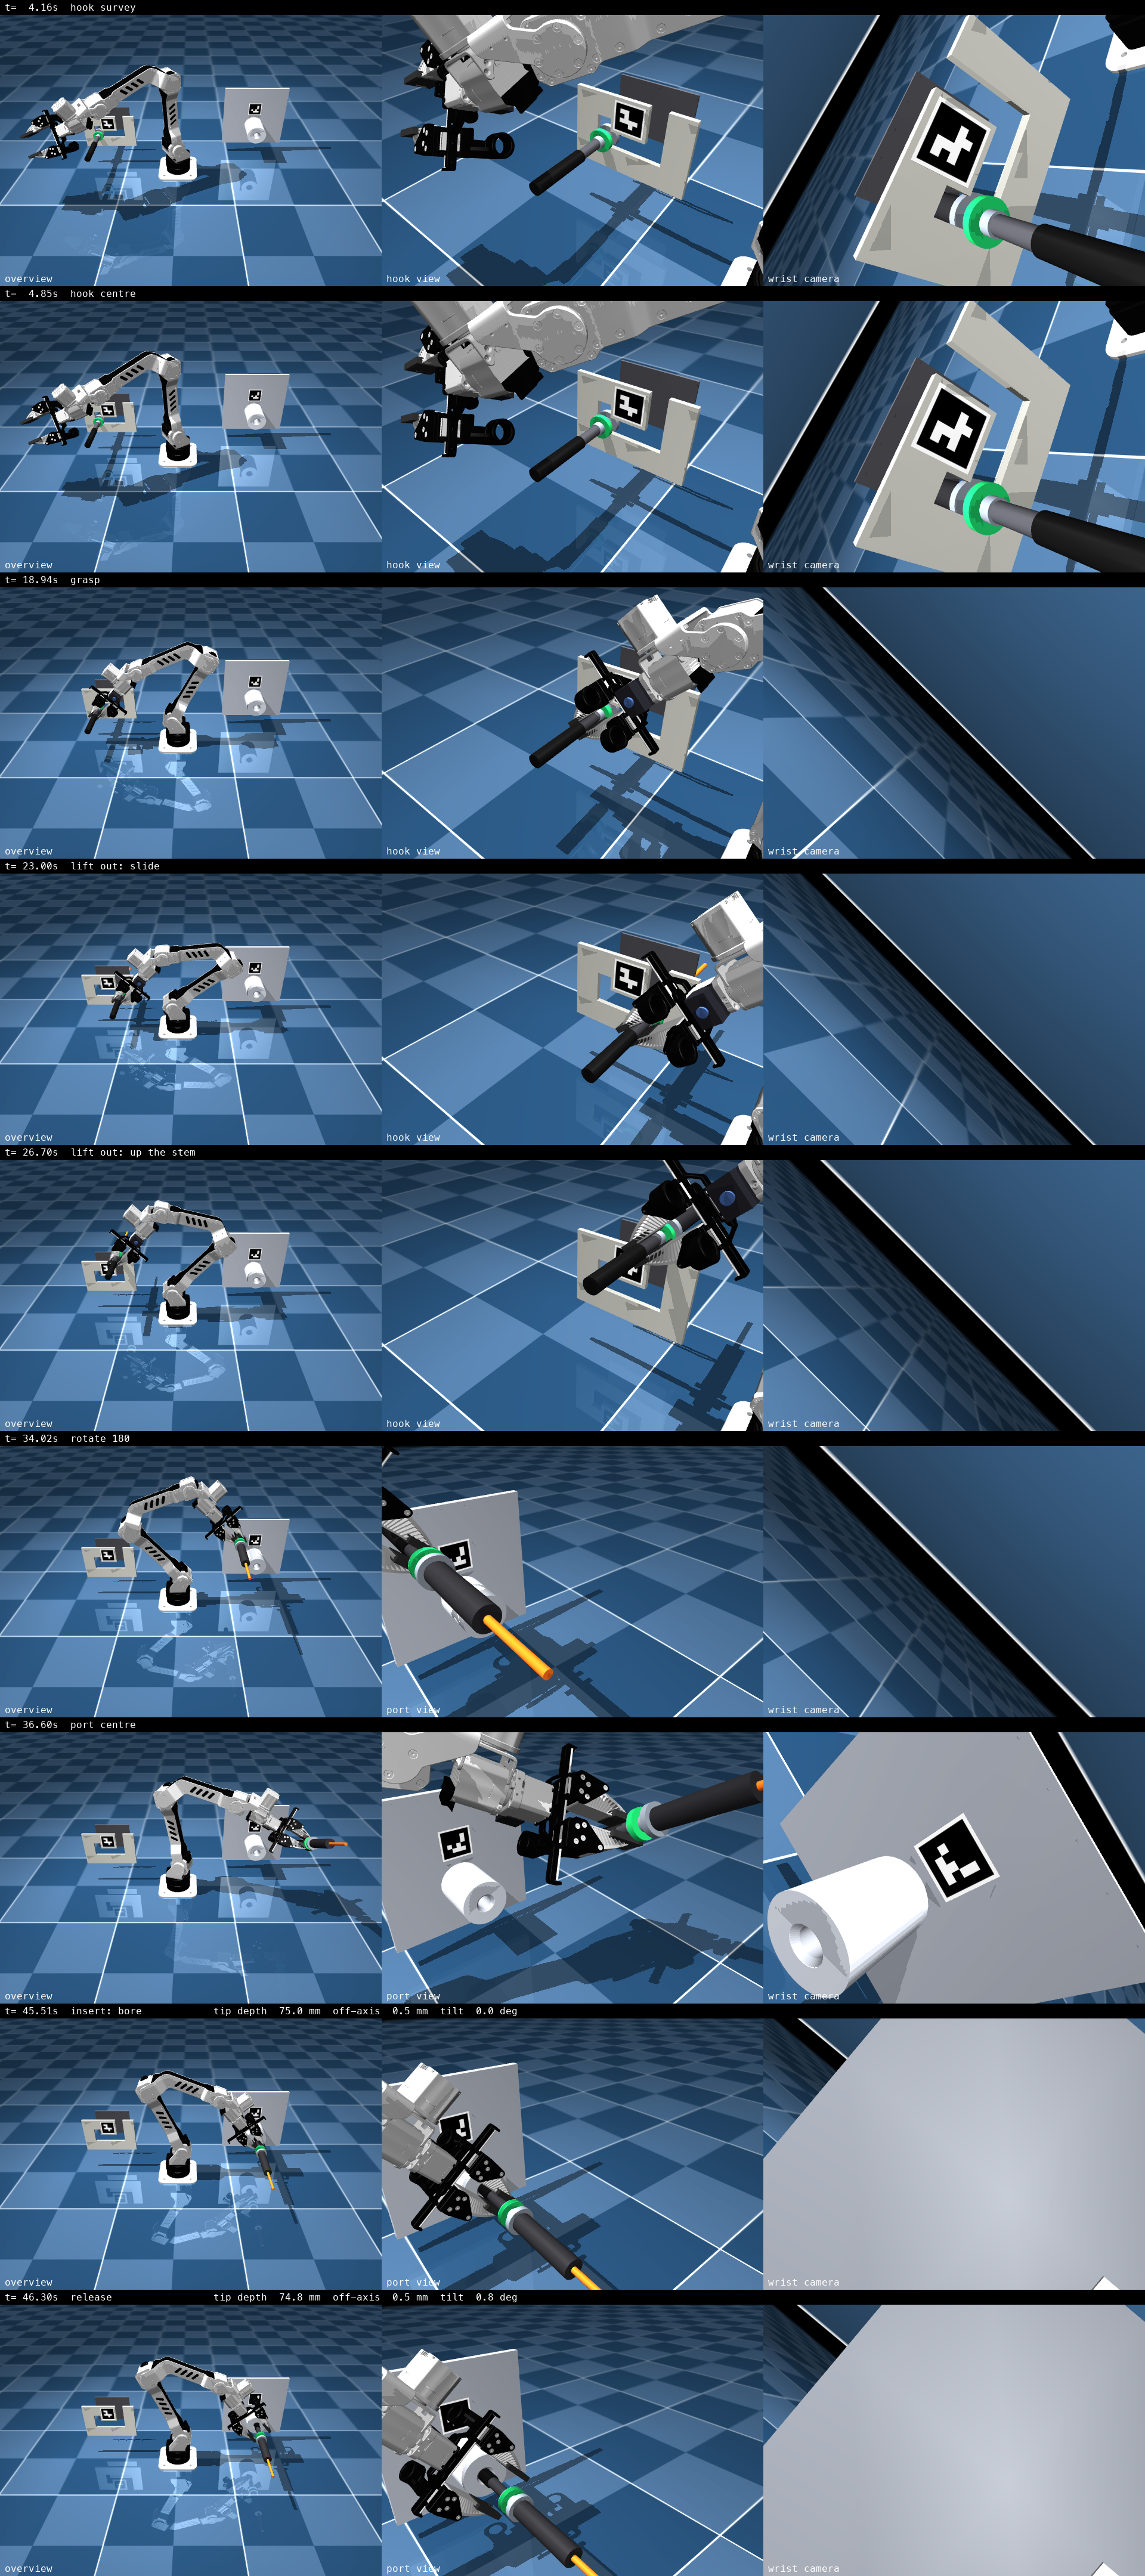 t=  4.16s  hook survey
overview
hook view
wrist camera
t=  4.85s  hook centre
overview
hook view
wrist camera
t= 18.94s  grasp
overview
hook view
wrist camera
t= 23.00s  lift out: slide
overview
hook view
wrist camera
t= 26.70s  lift out: up the stem
overview
hook view
wrist camera
t= 34.02s  rotate 180
overview
port view
wrist camera
t= 36.60s  port centre
overview
port view
wrist camera
t= 45.51s  insert: bore          tip depth  75.0 mm  off-axis  0.5 mm  tilt  0.0 deg
overview
port view
wrist camera
t= 46.30s  release               tip depth  74.8 mm  off-axis  0.5 mm  tilt  0.8 deg
overview
port view
wrist camera